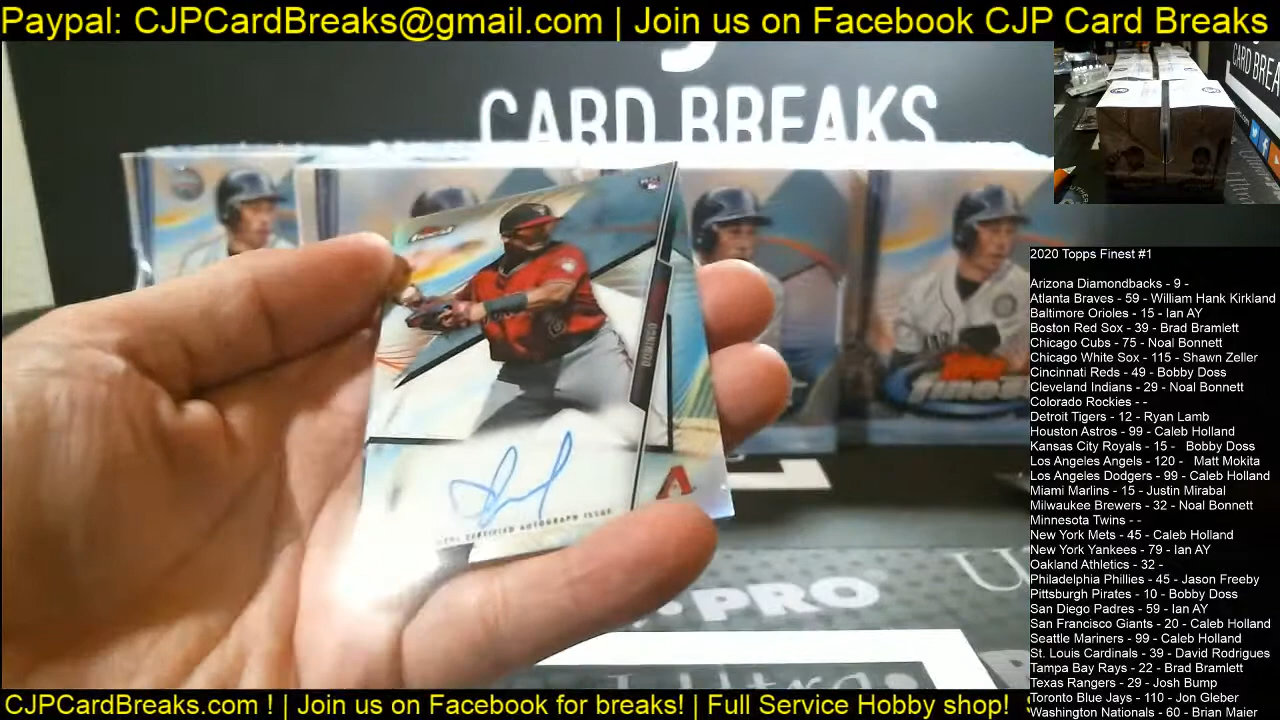 Paypal: CJPCardBreaks@gmail.com | Join us on Facebook CJP Card Breaks
CARD BREAKS
CARD BREA
finest
DOMINGO
CERTIFIED AUTOGRAPH ISSUE
A
PRO
2020 Topps Finest #1
Arizona Diamondbacks - 9 -
Atlanta Braves - 59 - William Hank Kirkland
Baltimore Orioles - 15 - Ian AY
Boston Red Sox - 39 - Brad Bramlett
Chicago Cubs - 75 - Noal Bonnett
Chicago White Sox - 115 - Shawn Zeller
Cincinnati Reds - 49 - Bobby Doss
Cleveland Indians - 29 - Noal Bonnett
Colorado Rockies - -
Detroit Tigers - 12 - Ryan Lamb
Houston Astros - 99 - Caleb Holland
Kansas City Royals - 15 - Bobby Doss
Los Angeles Angels - 120 - Matt Mokita
Los Angeles Dodgers - 99 - Caleb Holland
Miami Marlins - 15 - Justin Mirabal
Milwaukee Brewers - 32 - Noal Bonnett
Minnesota Twins - -
New York Mets - 45 - Caleb Holland
New York Yankees - 79 - Ian AY
Oakland Athletics - 32 -
Philadelphia Phillies - 45 - Jason Freeby
Pittsburgh Pirates - 10 - Bobby Doss
San Diego Padres - 59 - Ian AY
San Francisco Giants - 20 - Caleb Holland
Seattle Mariners - 99 - Caleb Holland
St. Louis Cardinals - 39 - David Rodrigues
Tampa Bay Rays - 22 - Brad Bramlett
Texas Rangers - 29 - Josh Bump
Toronto Blue Jays - 110 - Jon Gleber
Washington Nationals - 60 - Brian Maier
CJPCardBreaks.com ! | Join us on Facebook for breaks! | Full Service Hobby shop!